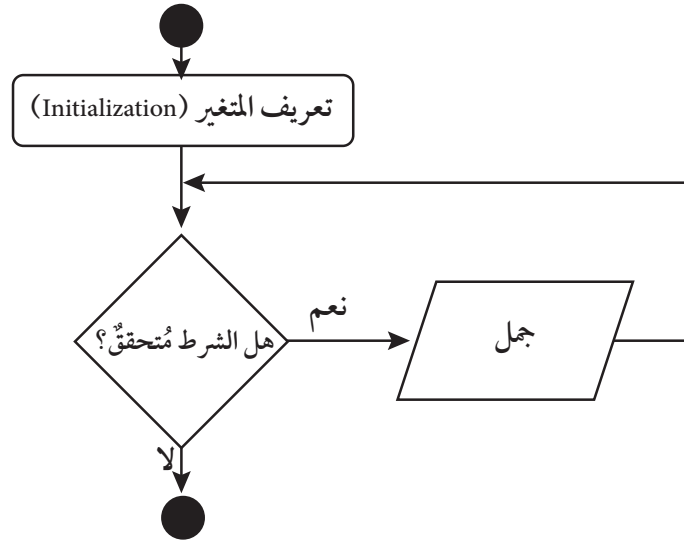 تعريف المتغير (Initialization)
هل الشرط مُتحققٌ؟
نعم
جمل
لا